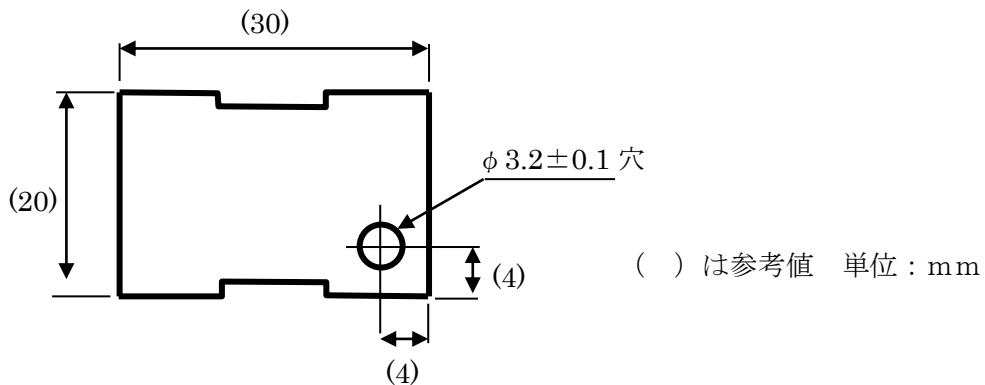 (30)
φ3.2±0.1 穴
(20)
(4)
(　)は参考値　単位：mm
(4)